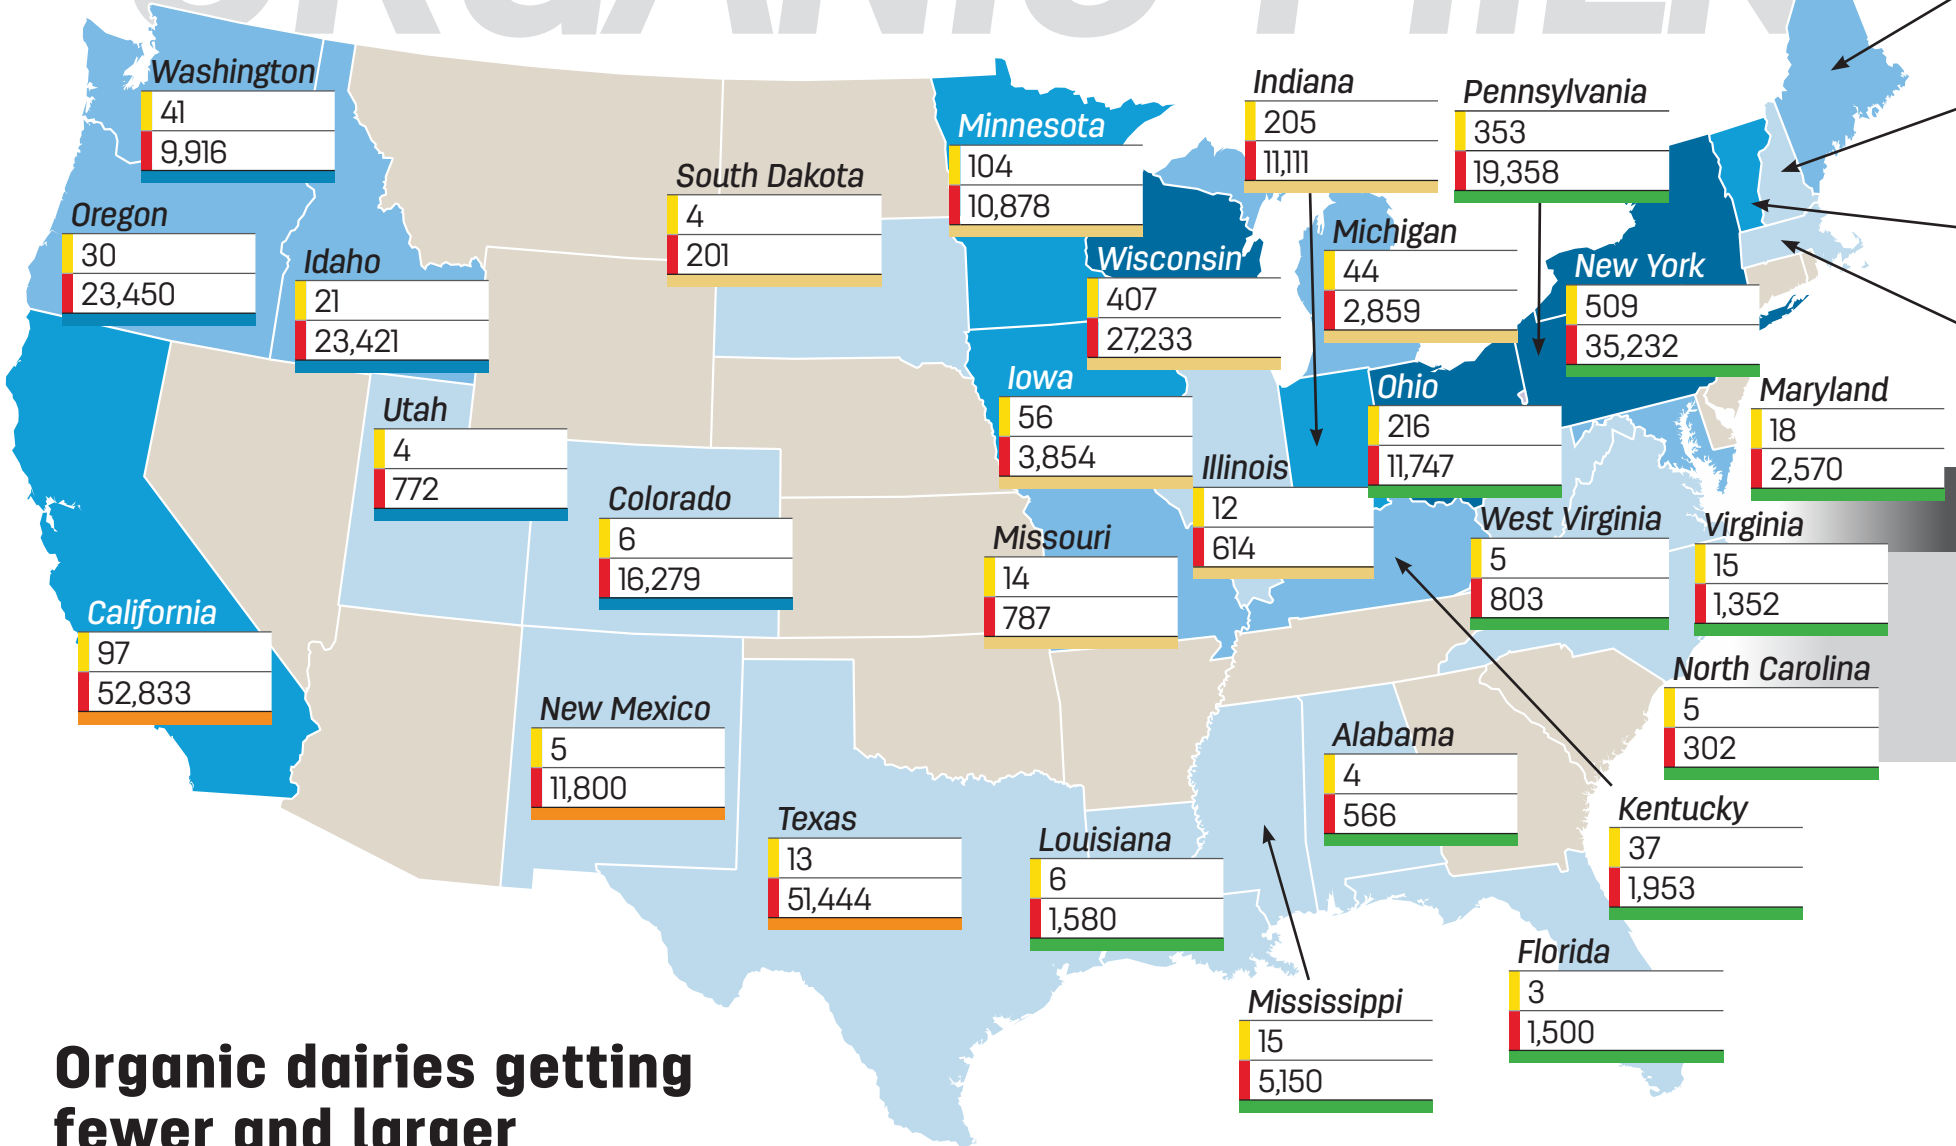 Washington
41
9,916
Oregon
30
23,450
Idaho
21
23,421
South Dakota
4
201
Minnesota
104
10,878
Wisconsin
407
27,233
Indiana
205
11,111
Pennsylvania
353
19,358
Michigan
44
2,859
New York
509
35,232
Iowa
56
3,854
Ohio
216
11,747
Maryland
18
2,570
Utah
4
772
Colorado
6
16,279
Illinois
12
614
Missouri
14
787
West Virginia
5
803
Virginia
15
1,352
California
97
52,833
New Mexico
5
11,800
North Carolina
5
302
Texas
13
51,444
Louisiana
6
1,580
Alabama
4
566
Kentucky
37
1,953
Mississippi
15
5,150
Florida
3
1,500
Organic dairies getting
fewer and larger